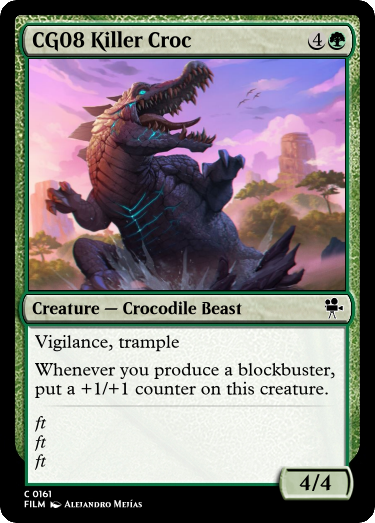 CG08 Killer Croc 4
Creature — Crocodile Beast
Vigilance, trample
Whenever you produce a blockbuster,
put a +1/+1 counter on this creature.
ft
ft
ft
4/4
C 0161
FILM Alejandro Mejías